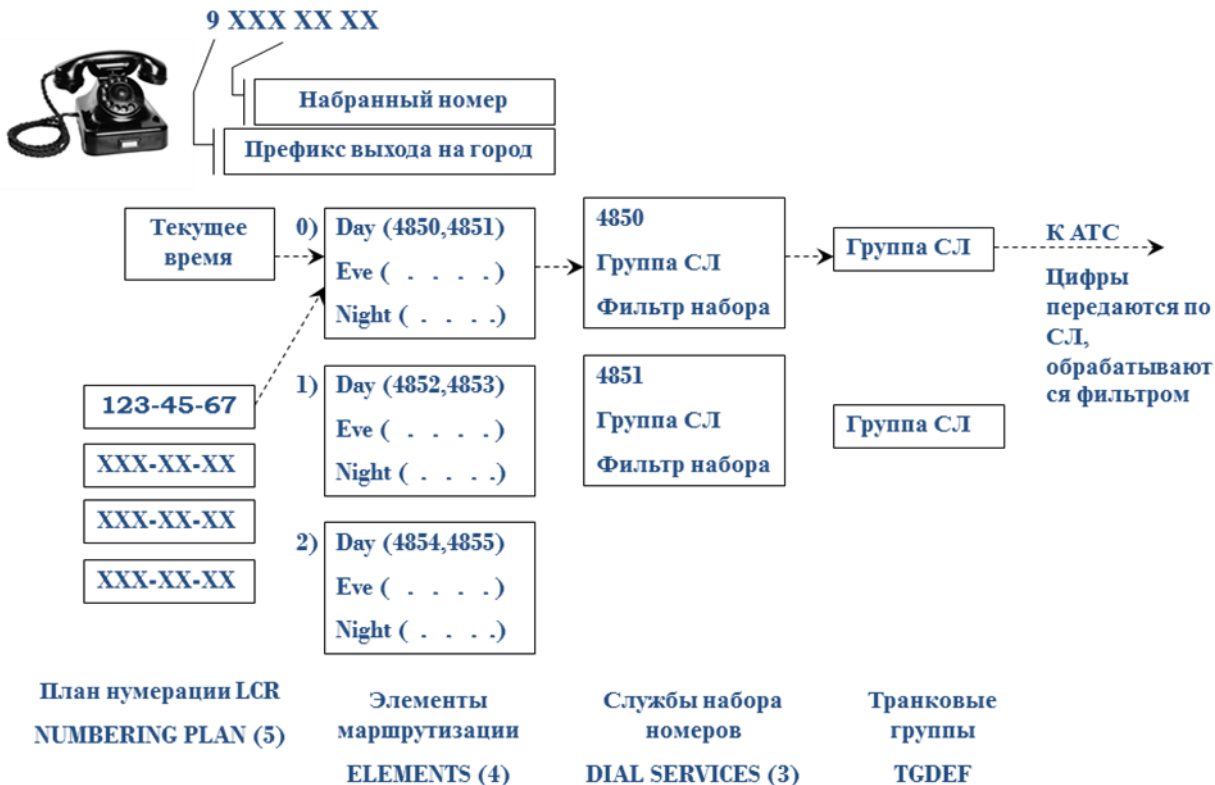 9 XXX XX XX
Набранный номер
Префикс выхода на город
Текущее
время
0) Day (4850,4851)
Eve ( . . . . )
Night ( . . . .)
4850
Группа СЛ
Фильтр набора
Группа СЛ
К АТС
Цифры
передаются по
СЛ,
обрабатывают
ся фильтром
123-45-67
XXX-XX-XX
XXX-XX-XX
XXX-XX-XX
1) Day (4852,4853)
Eve ( . . . . )
Night ( . . . .)
4851
Группа СЛ
Фильтр набора
Группа СЛ
2) Day (4854,4855)
Eve ( . . . . )
Night ( . . . .)
План нумерации LCR
NUMBERING PLAN (5)
Элементы
маршрутизации
ELEMENTS (4)
Службы набора
номеров
DIAL SERVICES (3)
Транковые
группы
TGDEF